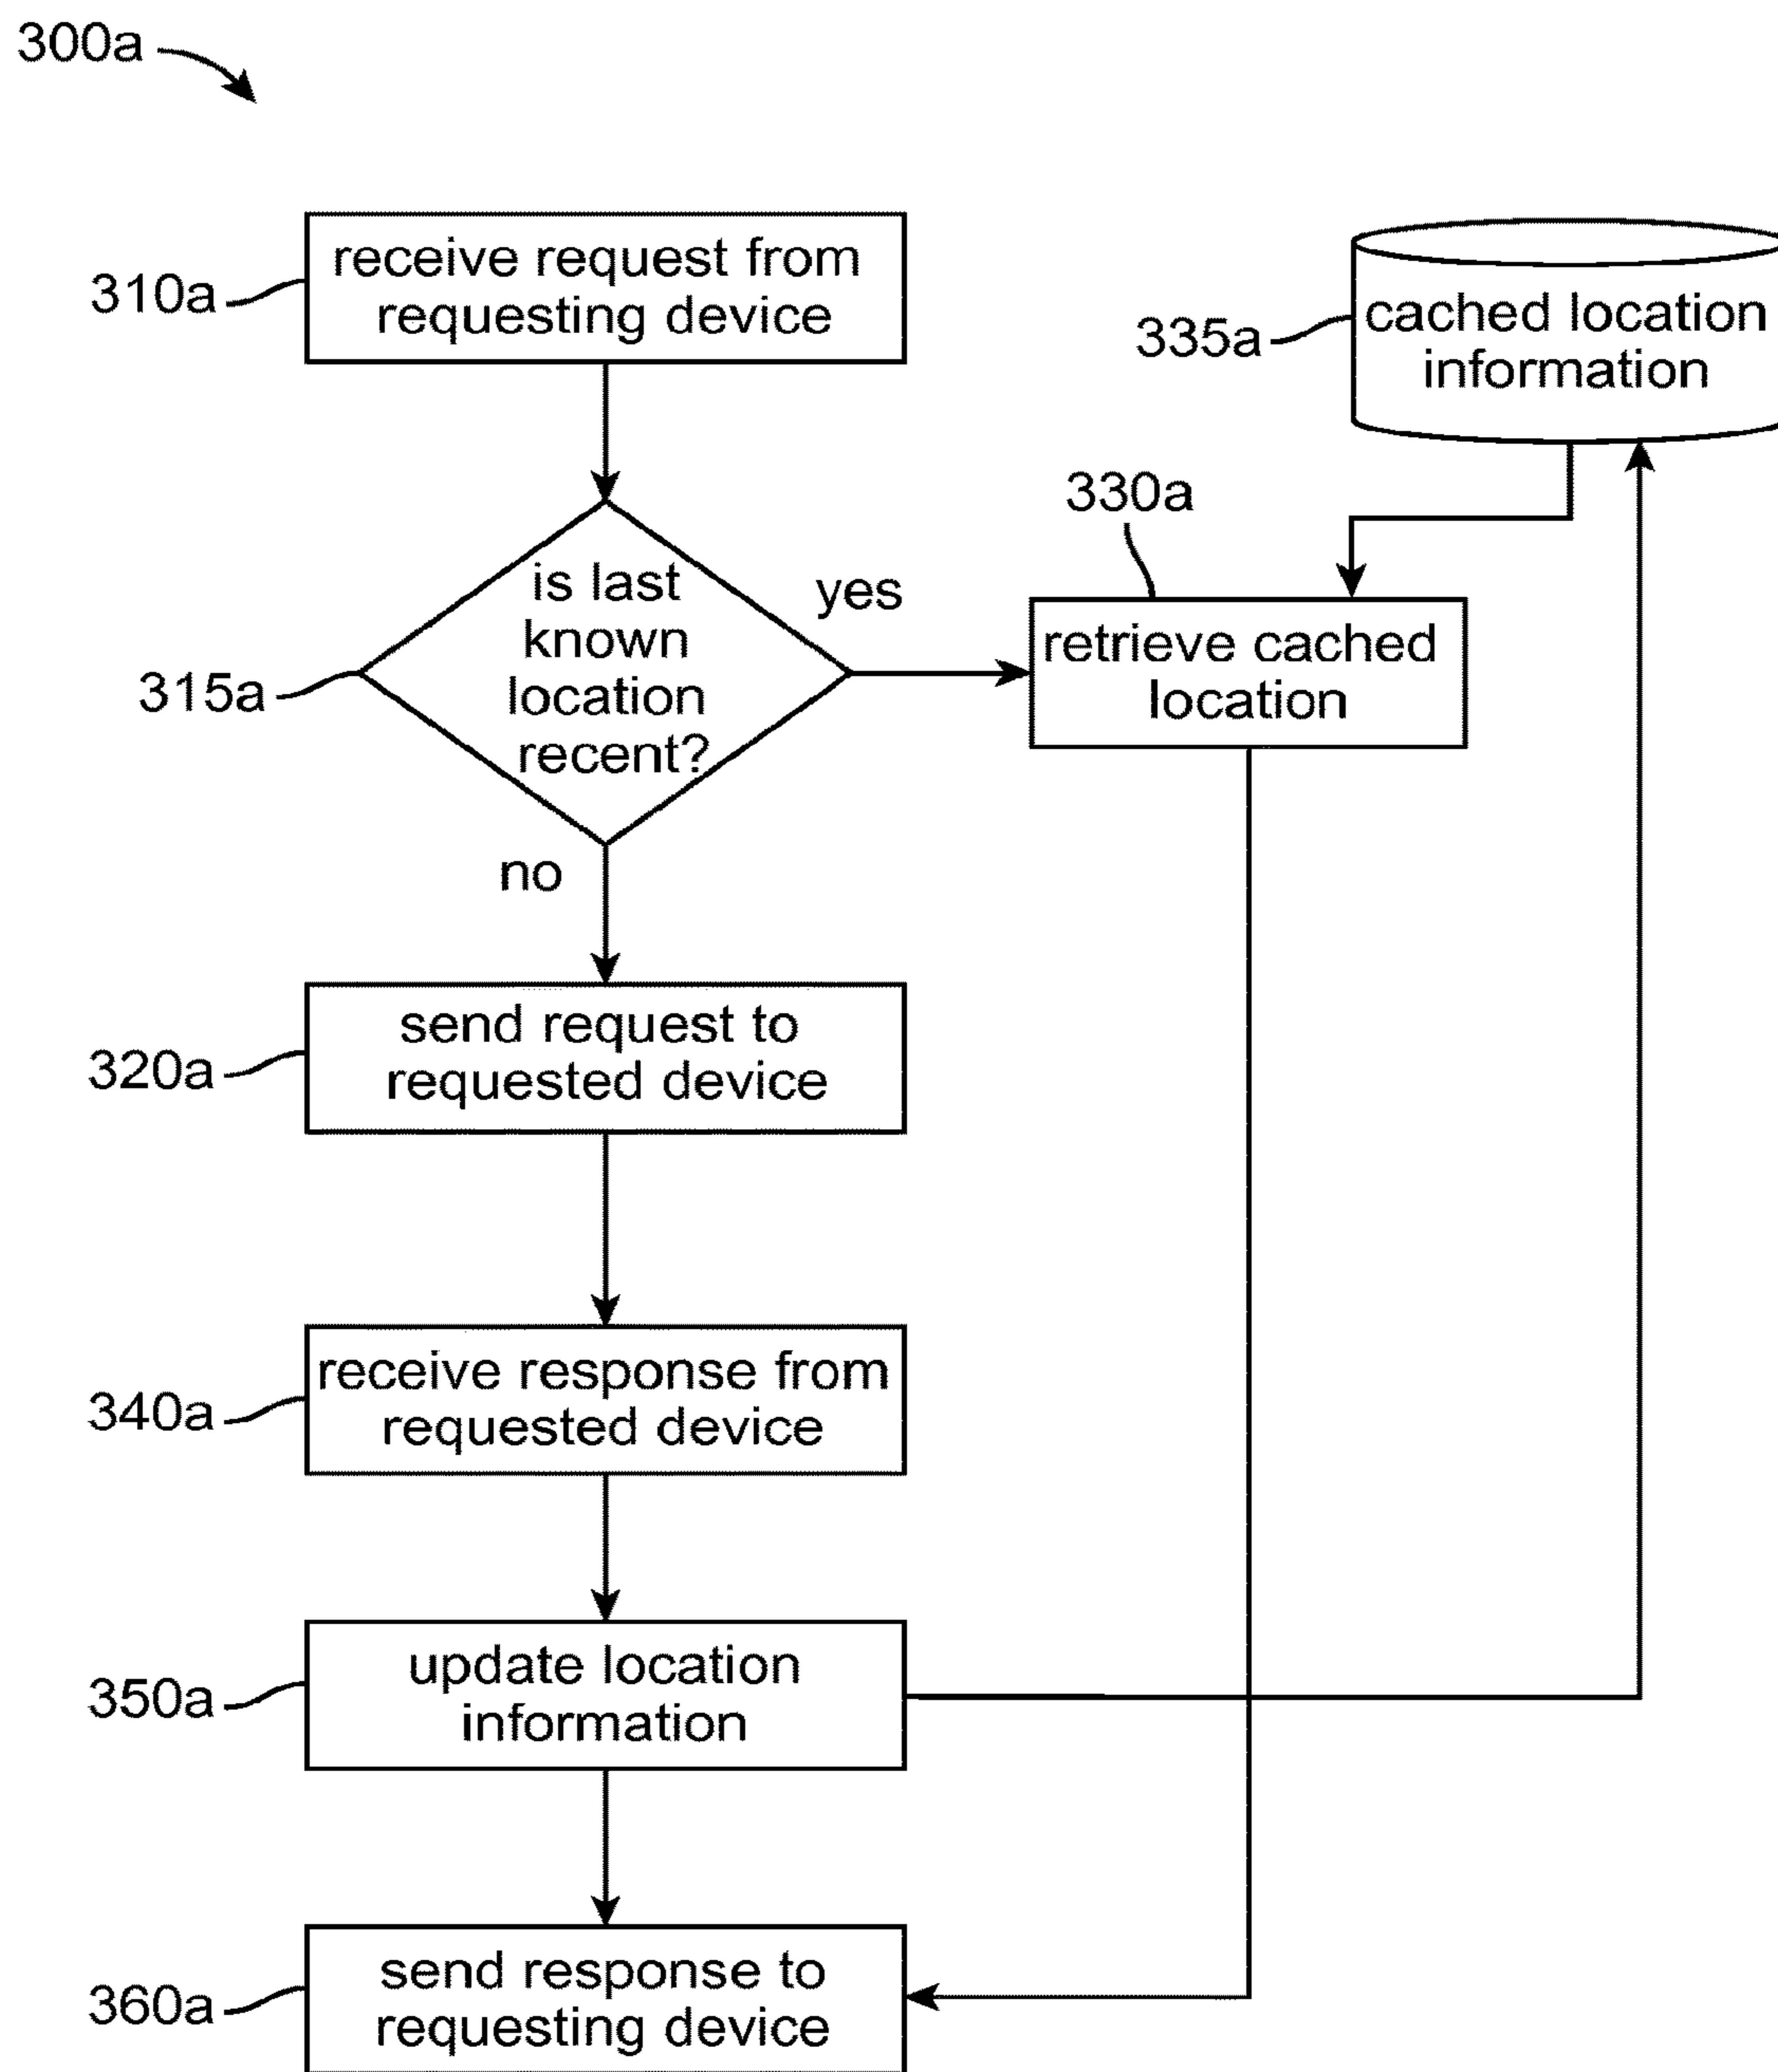 300a
310a
receive request from
requesting device
335a
cached location
information
315a
is last
known
location
recent?
yes
no
330a
retrieve cached
location
320a
send request to
requested device
340a
receive response from
requested device
350a
update location
information
360a
send response to
requesting device